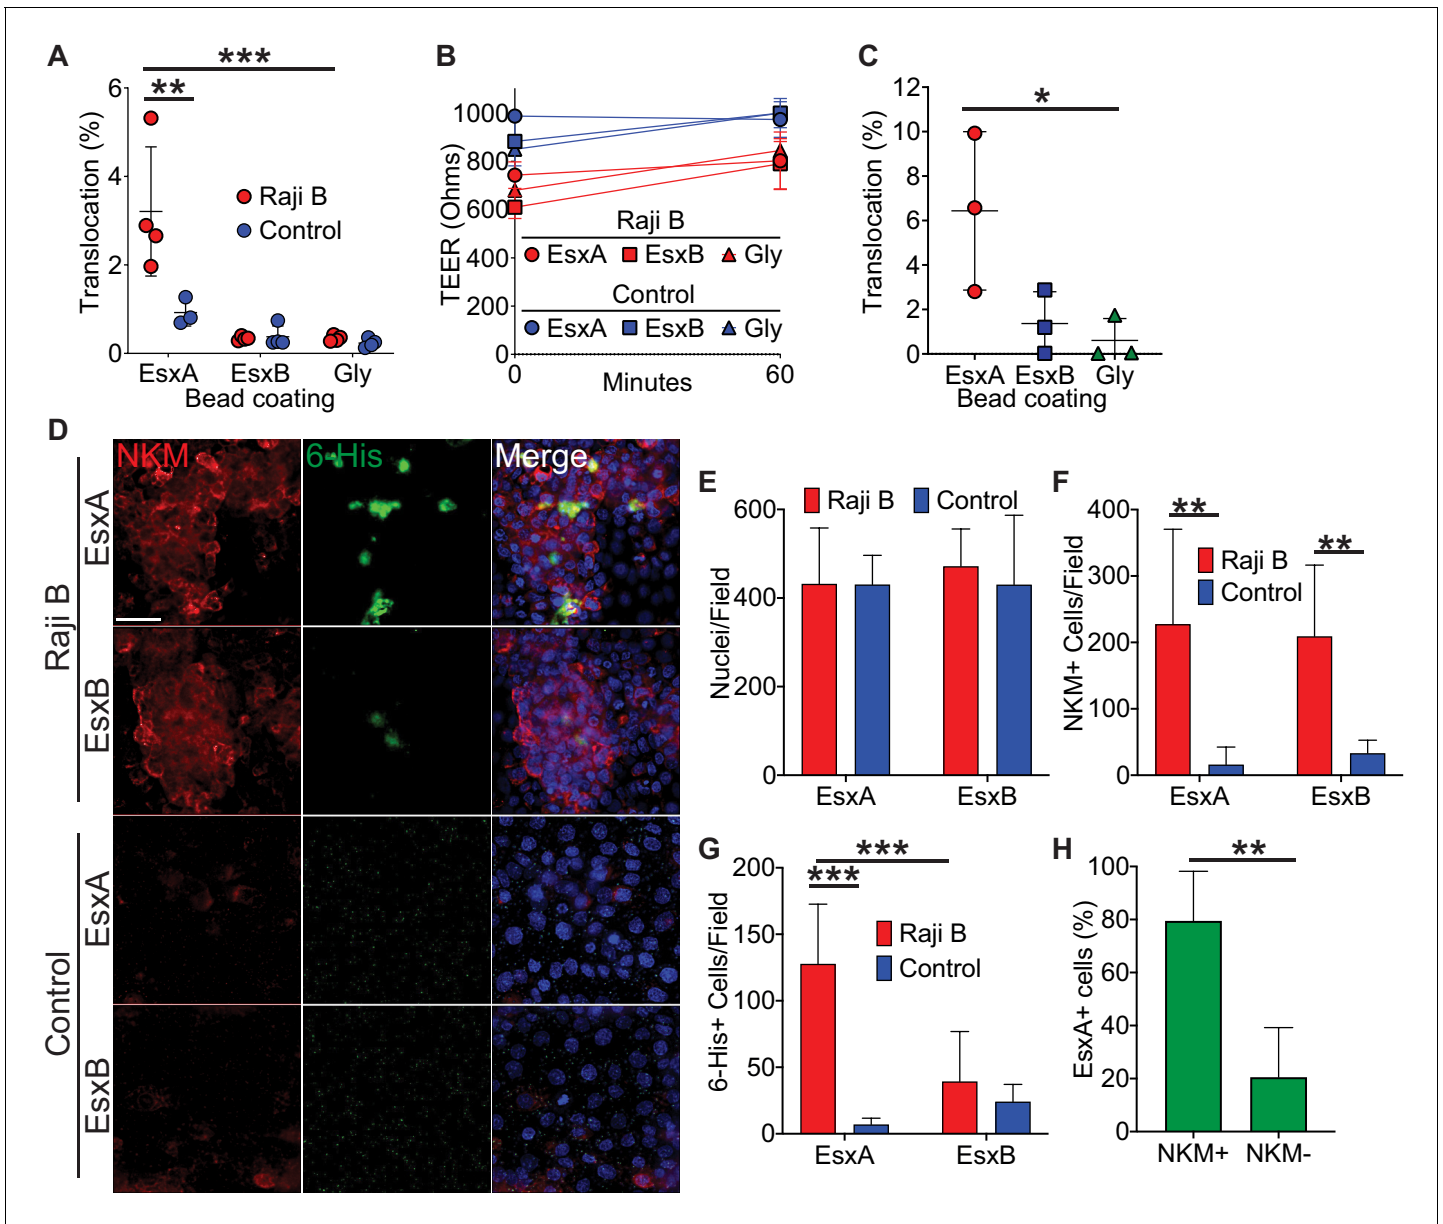 A
***
**
6
4
2
0
Translocation (%)
Raji B
Control
EsxA EsxB Gly
Bead coating
B
1000
800
600
400
200
0
TEER (Ohms)
Raji B
EsxA EsxB Gly
Control
EsxA EsxB Gly
0 60
Minutes
C
*
12
10
8
6
4
2
0
Translocation (%)
EsxA EsxB Gly
Bead coating
D
NKM 6-His Merge
Raji B
EsxA
EsxB
Control
EsxA
EsxB
E
Raji B Control
600
400
200
0
Nuclei/Field
EsxA EsxB
F
**
**
400
300
200
100
0
NKM+ Cells/Field
Raji B
Control
EsxA EsxB
G
***
***
200
150
100
50
0
6-His+ Cells/Field
Raji B
Control
EsxA EsxB
H
**
100
80
60
40
20
0
EsxA+ cells (%)
NKM+ NKM-